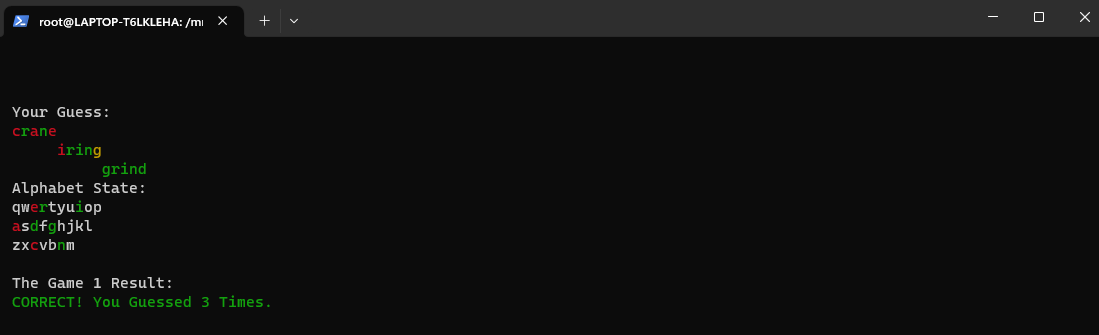 root@LAPTOP-T6LKLEHA: /mr
Your Guess:
crane
iring
grind
Alphabet State:
qwertyuiop
asdfghjkl
zxcvbnm
The Game 1 Result:
CORRECT! You Guessed 3 Times.